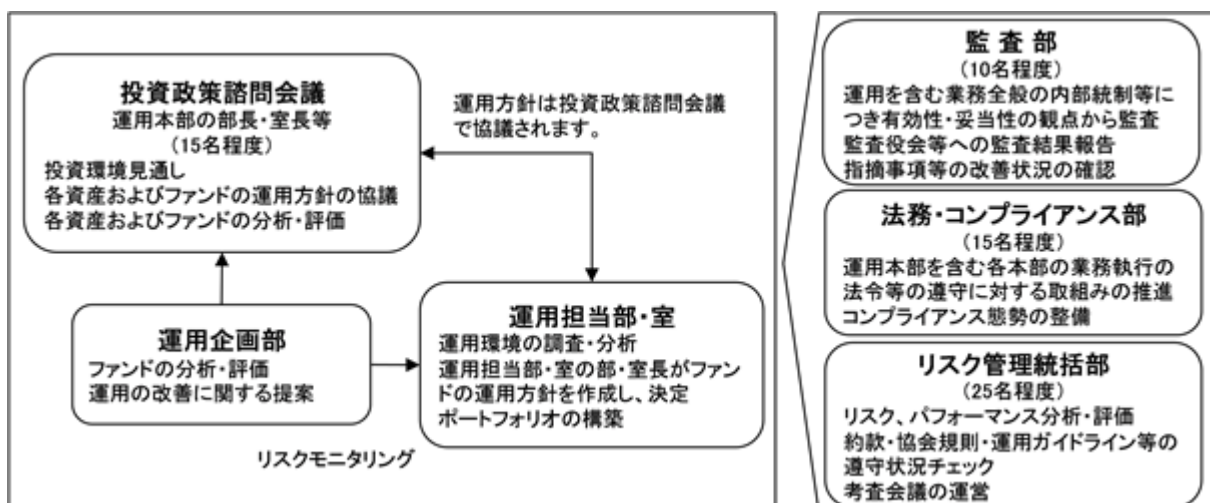 投資政策諮問会議
運用本部の部長・室長等
(15名程度)
投資環境見通し
各資産およびファンドの運用方針の協議
各資産およびファンドの分析・評価
運用方針は投資政策諮問会議
で協議されます。
運用企画部
ファンドの分析・評価
運用の改善に関する提案
運用担当部・室
運用環境の調査・分析
運用担当部・室の部・室長がファン
ドの運用方針を作成し、決定
ポートフォリオの構築
リスクモニタリング
監査部
(10名程度)
運用を含む業務全般の内部統制等に
つき有効性・妥当性の観点から監査
監査役会等への監査結果報告
指摘事項等の改善状況の確認
法務・コンプライアンス部
(15名程度)
運用本部を含む各本部の業務執行の
法令等の遵守に対する取組みの推進
コンプライアンス態勢の整備
リスク管理統括部
(25名程度)
リスク、パフォーマンス分析・評価
約款・協会規則・運用ガイドライン等の
遵守状況チェック
考査会議の運営